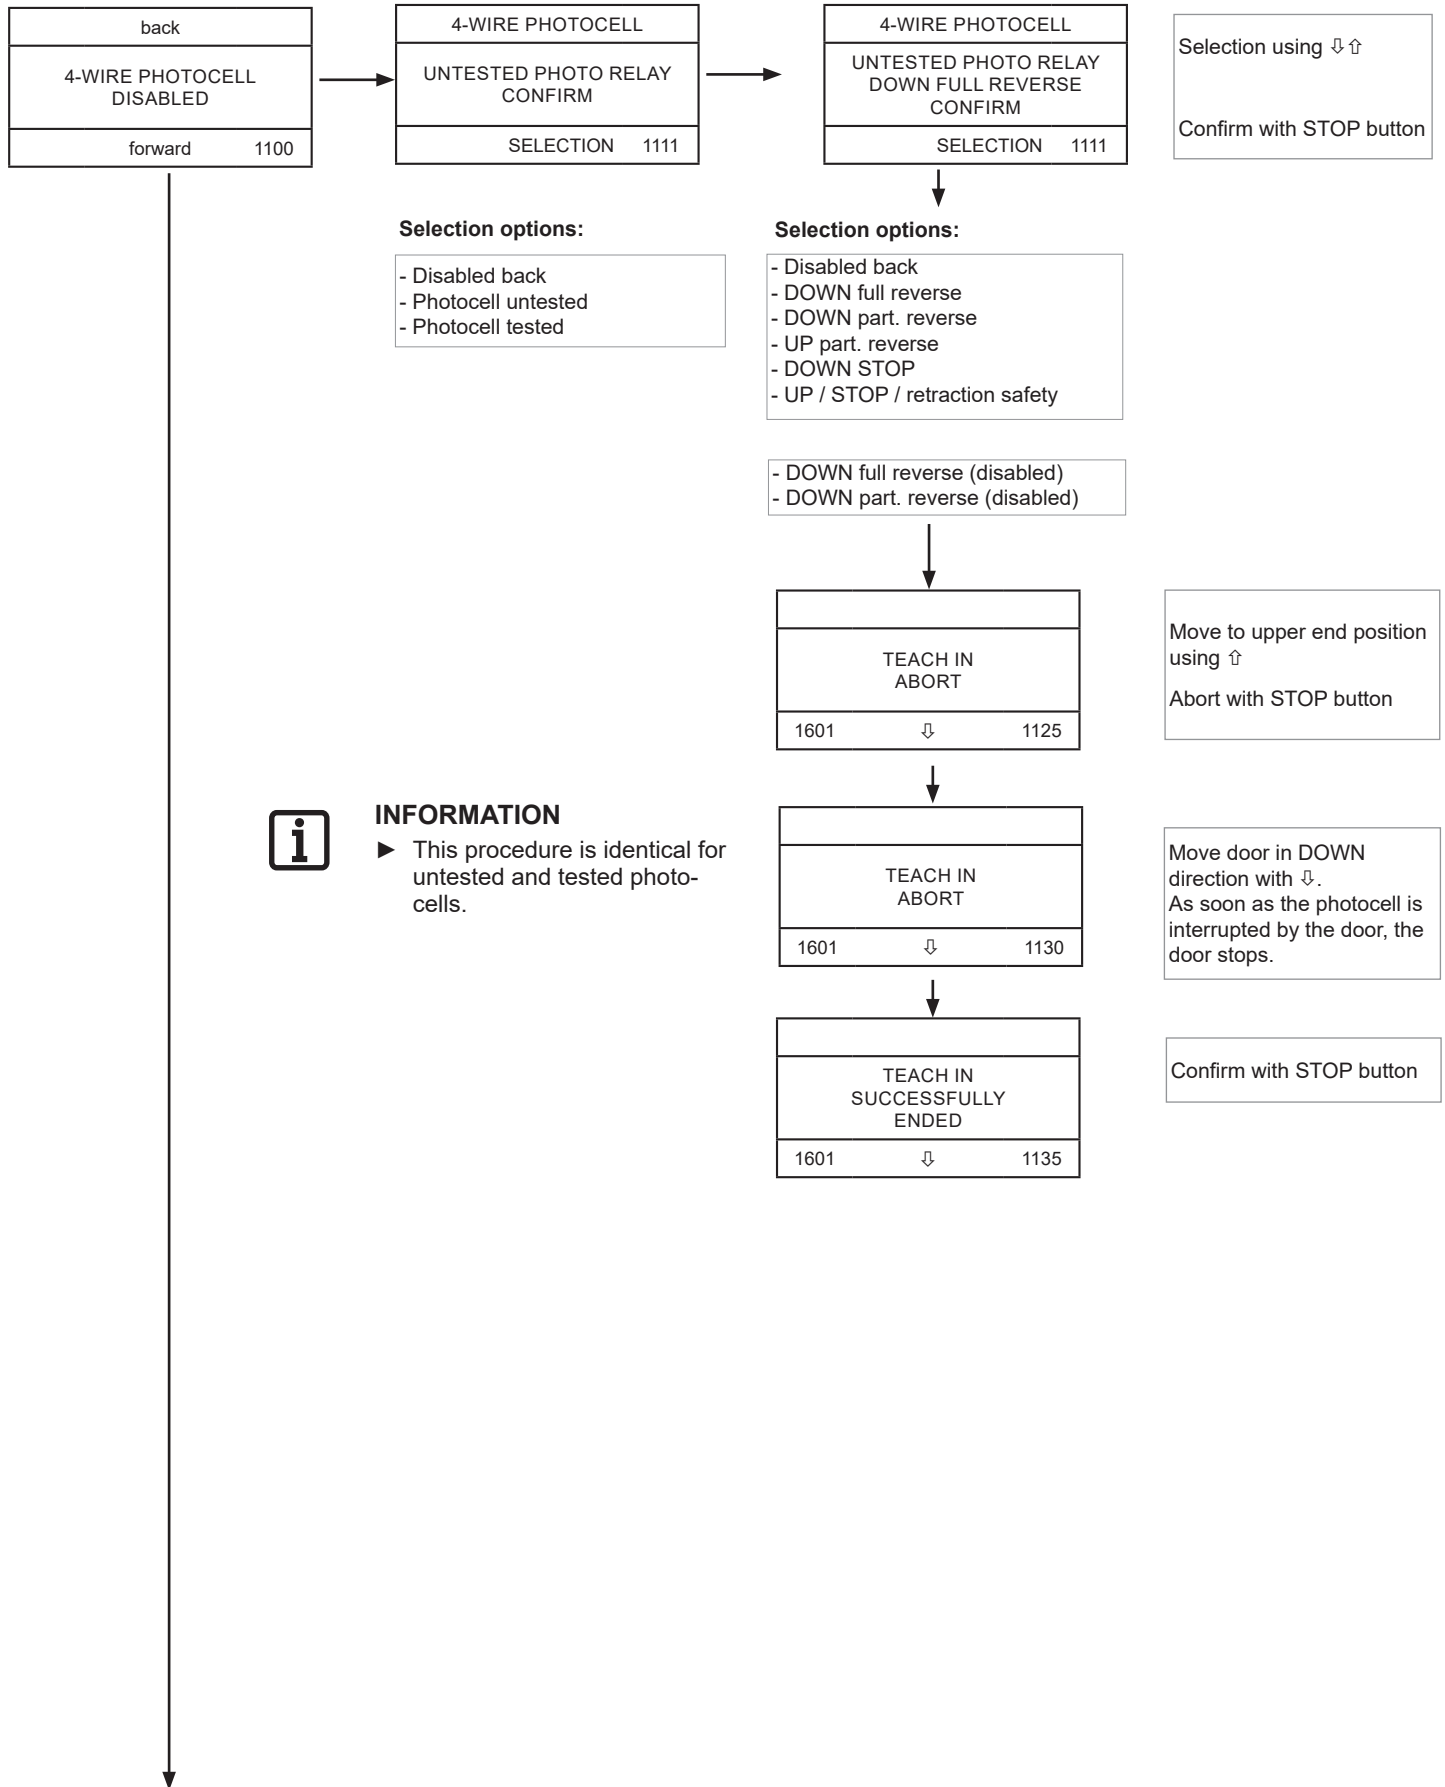 back
4-WIRE PHOTOCELL
DISABLED
forward 1100
4-WIRE PHOTOCELL
UNTESTED PHOTO RELAY
CONFIRM
SELECTION 1111
4-WIRE PHOTOCELL
UNTESTED PHOTO RELAY
DOWN FULL REVERSE
CONFIRM
SELECTION 1111
Selection using ⇩⇧
Confirm with STOP button
Selection options:
- Disabled back
- Photocell untested
- Photocell tested
Selection options:
- Disabled back
- DOWN full reverse
- DOWN part. reverse
- UP part. reverse
- DOWN STOP
- UP / STOP / retraction safety
- DOWN full reverse (disabled)
- DOWN part. reverse (disabled)
TEACH IN
ABORT
1601 ⇩ 1125
Move to upper end position
using ⇧
Abort with STOP button
i INFORMATION
► This procedure is identical for
untested and tested photo-
cells.
TEACH IN
ABORT
1601 ⇩ 1130
Move door in DOWN
direction with ⇩.
As soon as the photocell is
interrupted by the door, the
door stops.
TEACH IN
SUCCESSFULLY
ENDED
1601 ⇩ 1135
Confirm with STOP button